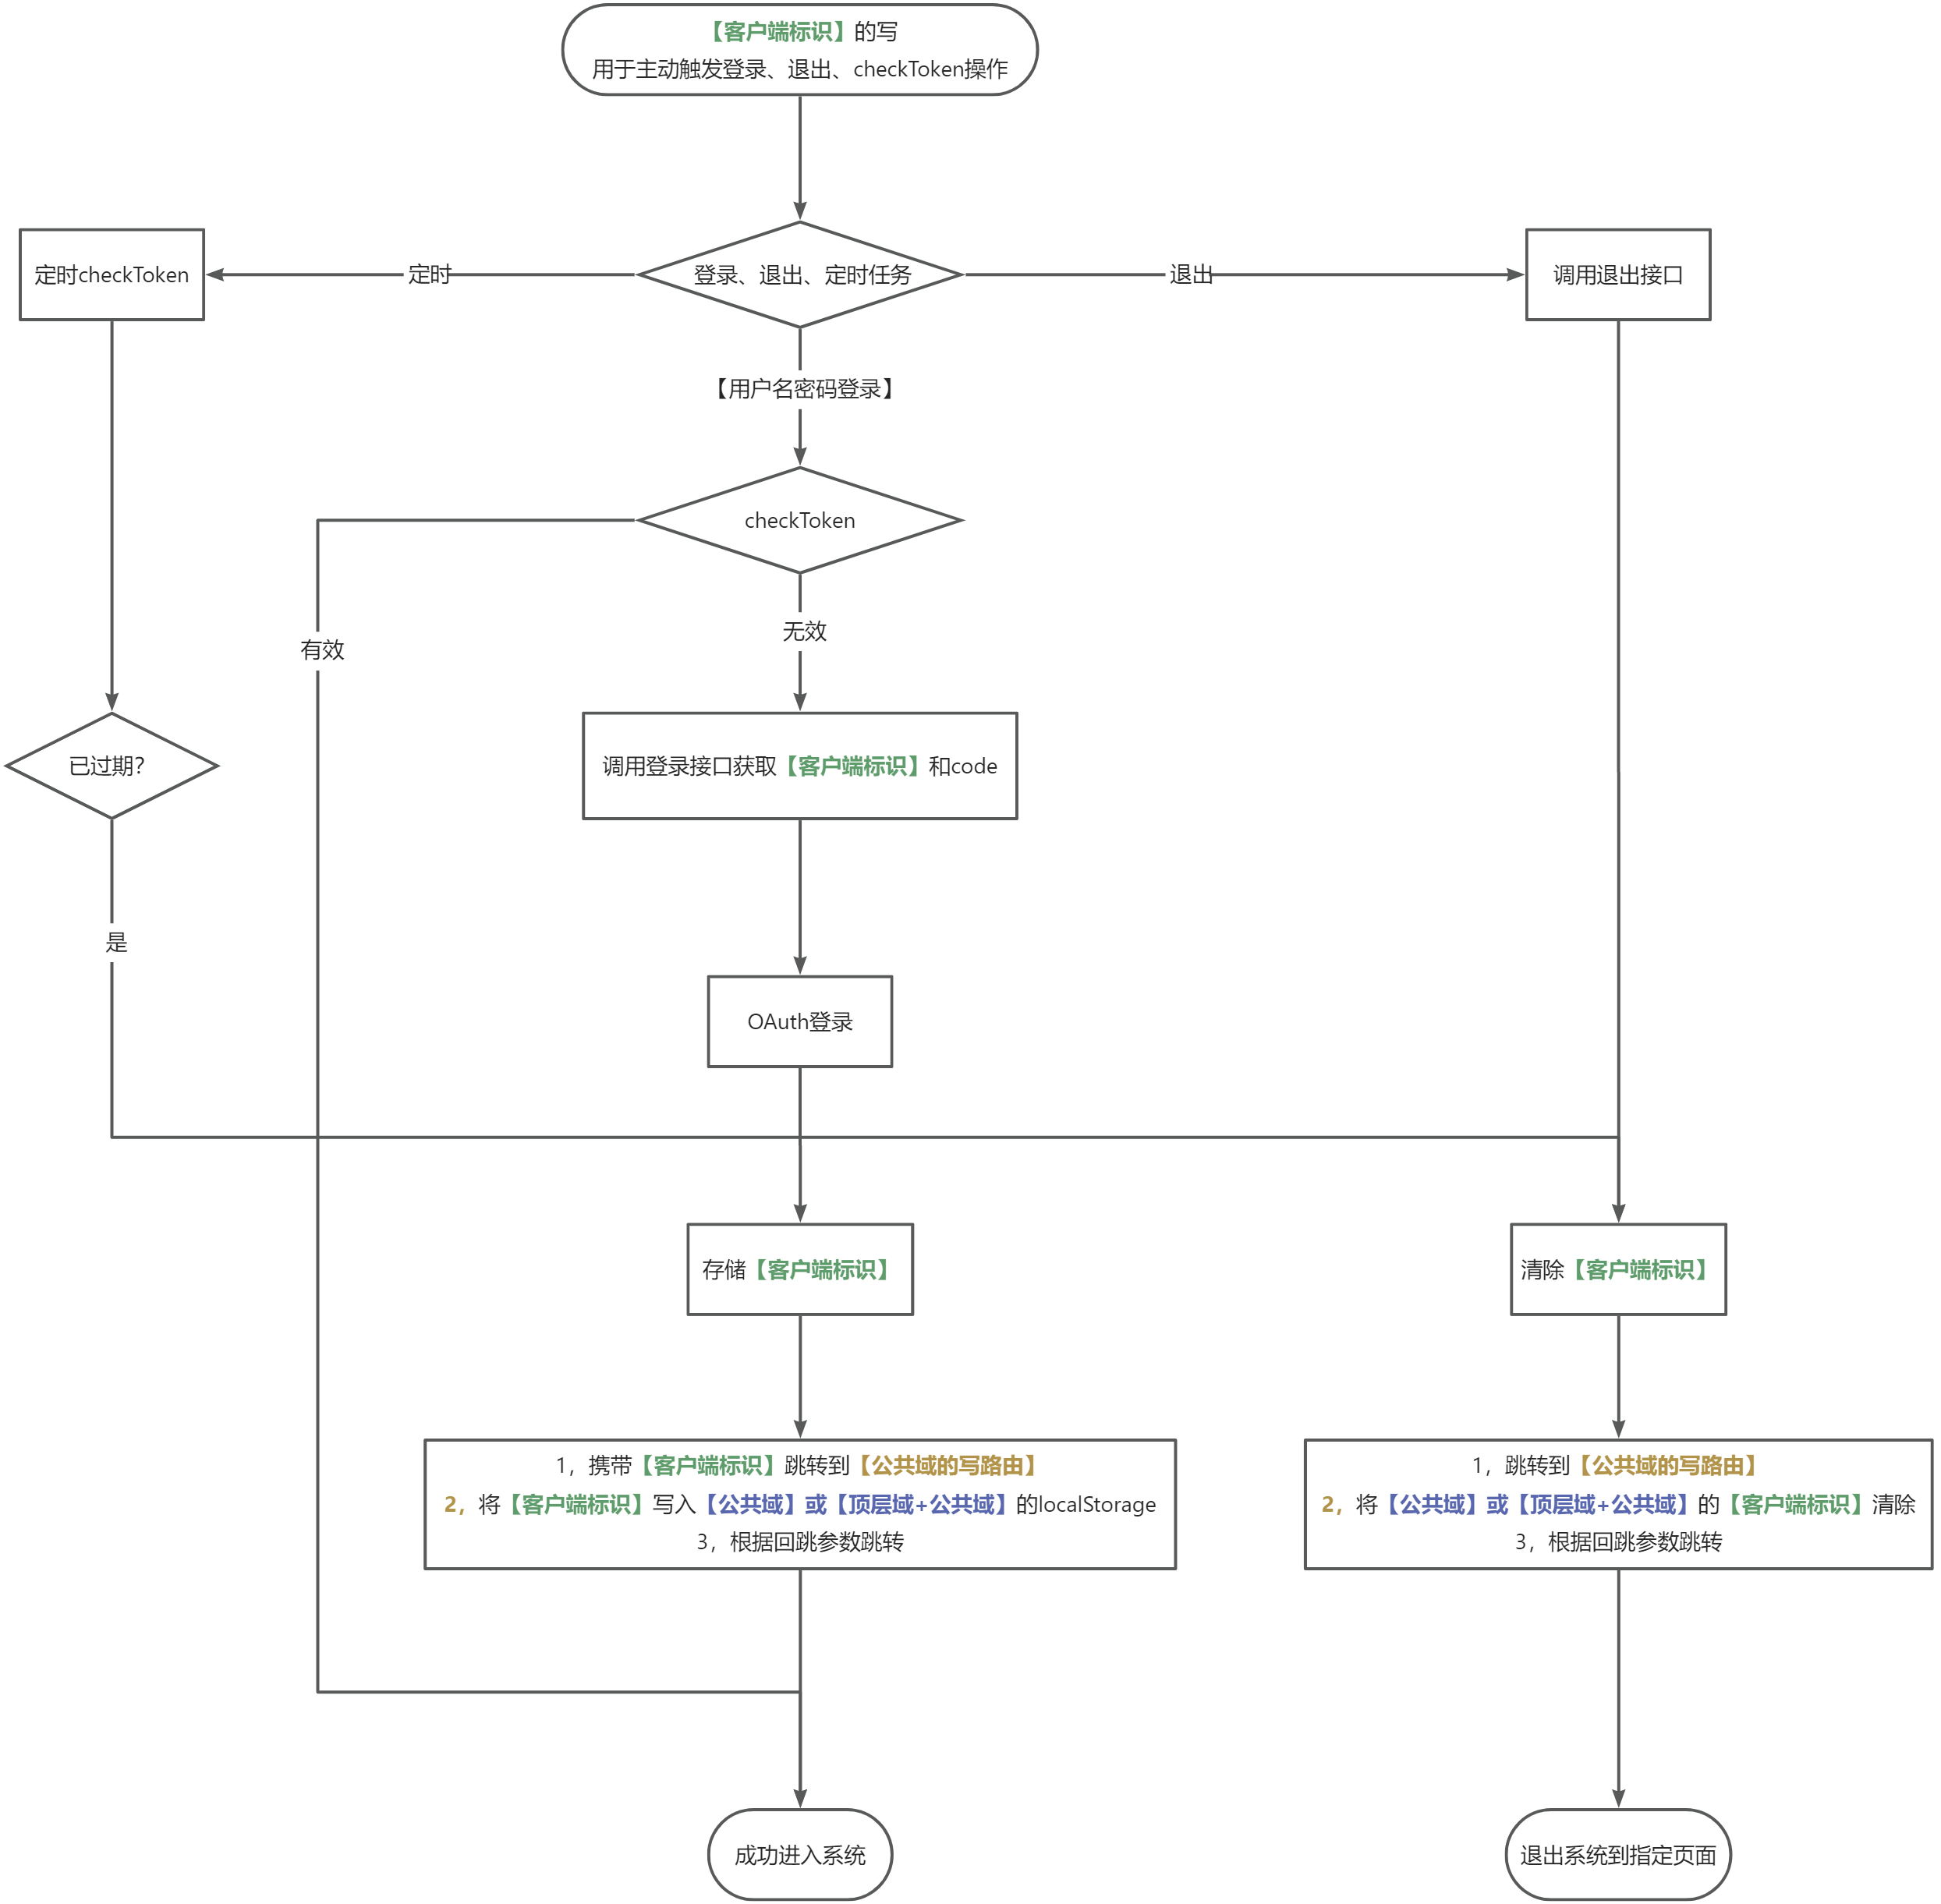 【客户端标识】的写
用于主动触发登录、退出、checkToken操作
定时checkToken
定时
登录、退出、定时任务
退出
调用退出接口
【用户名密码登录】
checkToken
有效
无效
已过期?
调用登录接口获取【客户端标识】和code
是
OAuth登录
存储【客户端标识】
清除【客户端标识】
1，携带【客户端标识】跳转到【公共域的写路由】
2，将【客户端标识】写入【公共域】或【顶层域+公共域】的localStorage
3，根据回跳参数跳转
1，跳转到【公共域的写路由】
2，将【公共域】或【顶层域+公共域】的【客户端标识】清除
3，根据回跳参数跳转
成功进入系统
退出系统到指定页面